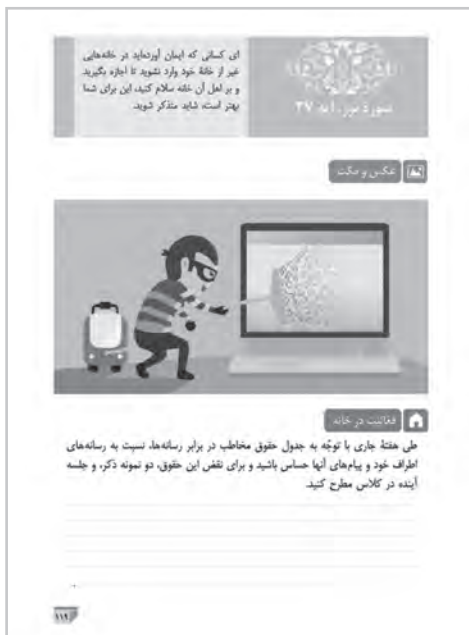 ای کسانی که ایمان آورده‌اید در خانه‌هایی
غیر از خانهٔ خود وارد نشوید تا اجازه بگیرید
و بر اهل آن خانه سلام کنید، این برای شما
بهتر است، شاید متذکر شوید.
سورهٔ نور، آیه ۲۷
عکس و مکث
فعالیت در خانه
طی هفتهٔ جاری با توجّه به جدول حقوق مخاطب در برابر رسانه‌ها، نسبت به رسانه‌های
اطراف خود و پیام‌های آنها حساس باشید و برای نقض این حقوق، دو نمونه ذکر، و جلسه
آینده در کلاس مطرح کنید.
۱۱۹